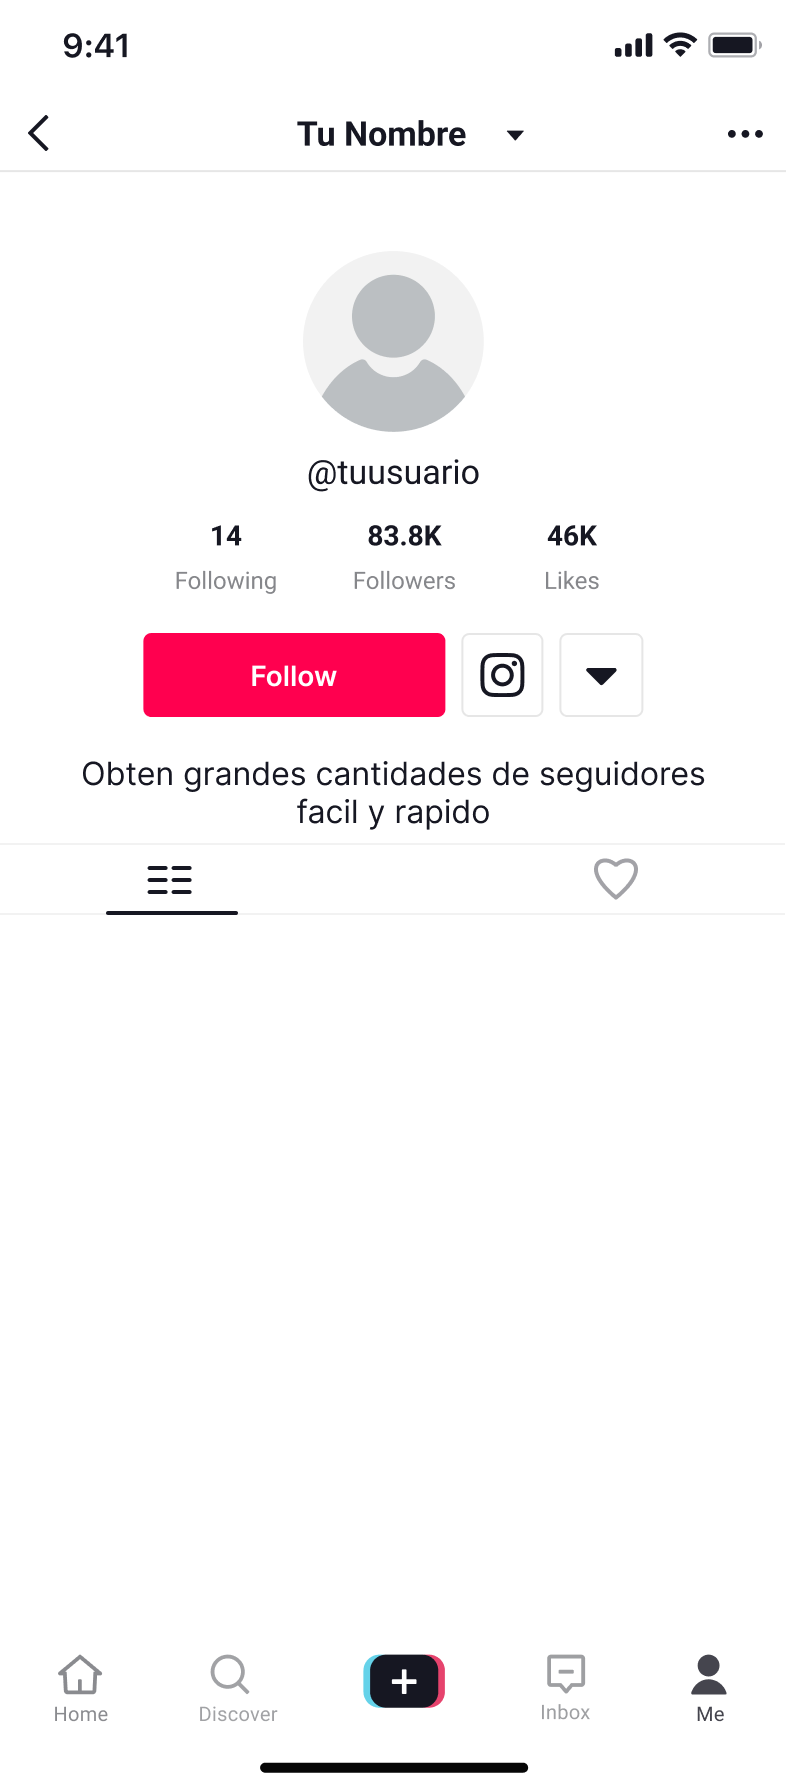 9:41
Tu Nombre
@tuusuario
14 83.8K 46K
Following Followers Likes
Follow
Obten grandes cantidades de seguidores
facil y rapido
Home Discover Inbox Me